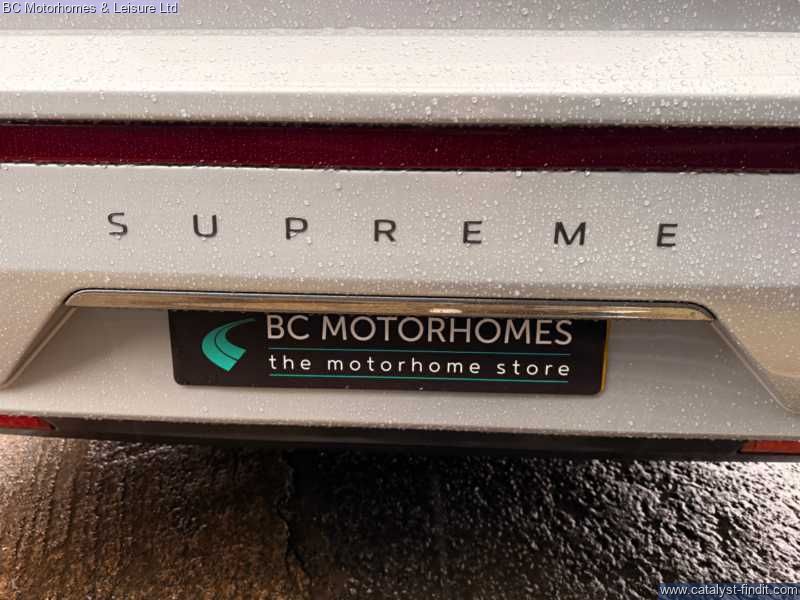 BC Motorhomes & Leisure Ltd
SUPREME
BC MOTORHOMES
the motorhome store
www.catalyst-findit.com